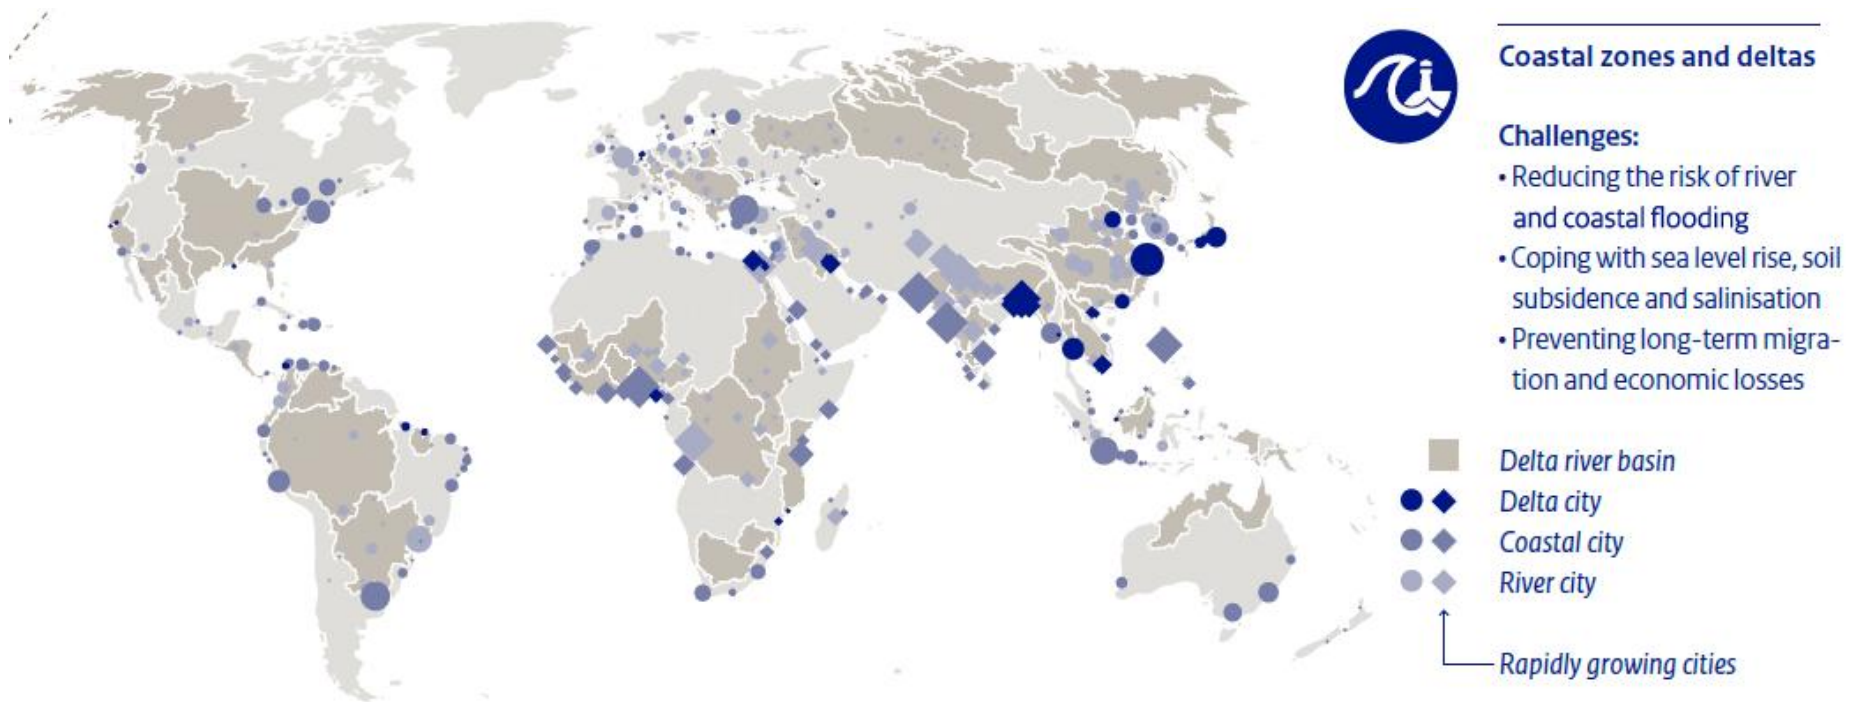 Coastal zones and deltas
Challenges:
• Reducing the risk of river
and coastal flooding
• Coping with sea level rise, soil
subsidence and salinisation
• Preventing long-term migra-
tion and economic losses
Delta river basin
Delta city
Coastal city
River city
Rapidly growing cities